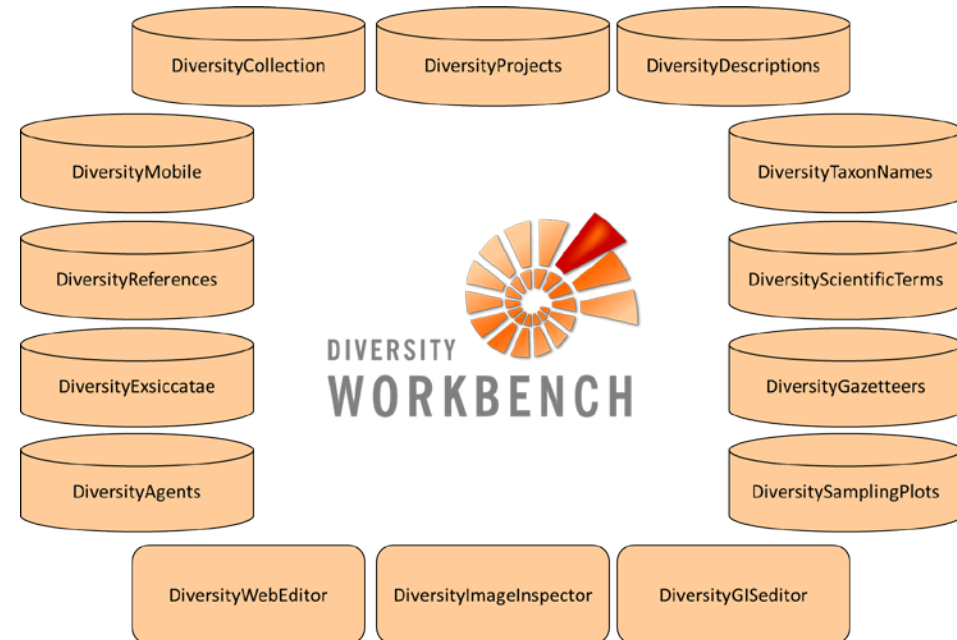 DiversityCollection
DiversityProjects
DiversityDescriptions
DiversityMobile
DiversityTaxonNames
DiversityReferences
DiversityScientificTerms
DIVERSITY
WORKBENCH
DiversityExsiccatae
DiversityGazetteers
DiversityAgents
DiversitySamplingPlots
DiversityWebEditor
DiversityImageInspector
DiversityGISeditor